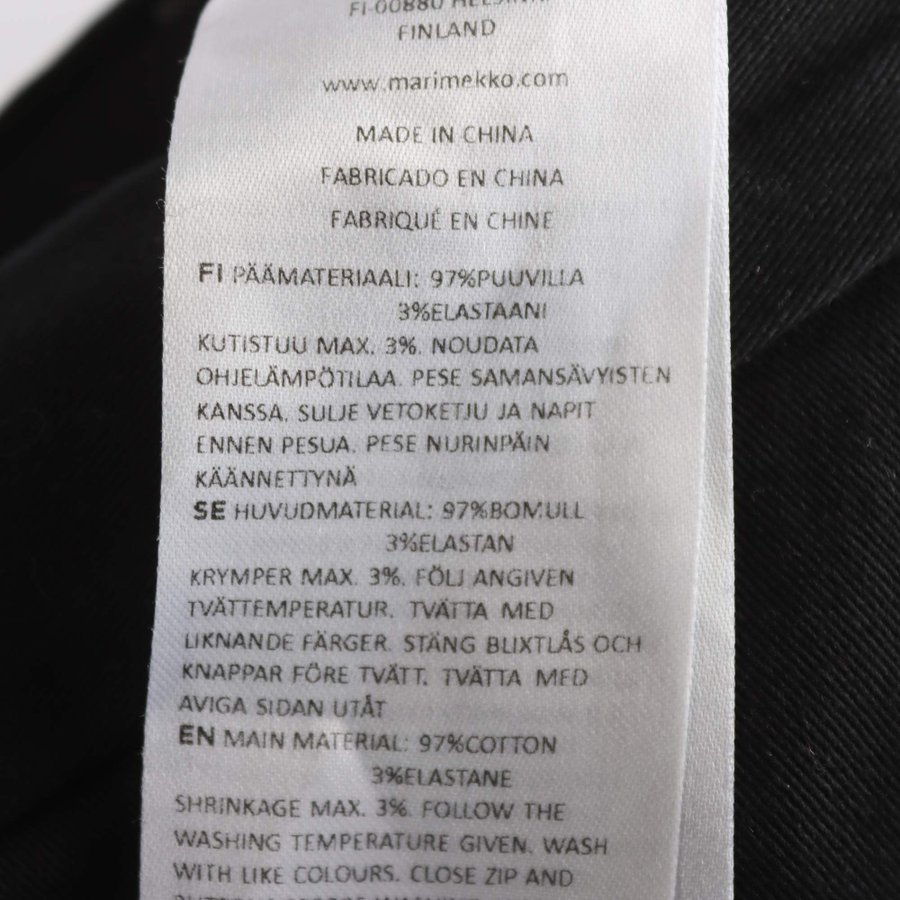 FI-00880 HELSINKI
FINLAND
www.marimekko.com
MADE IN CHINA
FABRICADO EN CHINA
FABRIQUÉ EN CHINE
FI PÄÄMATERIAALI: 97%PUUVILLA
3%ELASTAANI
KUTISTUU MAX. 3%. NOUDATA
OHJELÄMPÖTILAA. PESE SAMANSÄVYISTEN
KANSSA. SULJE VETOKETJU JA NAPIT
ENNEN PESUA. PESE NURINPÄIN
KÄÄNNETTYNÄ
SE HUVUDMATERIAL: 97%BOMULL
3%ELASTAN
KRYMPER MAX. 3%. FÖLJ ANGIVEN
TVÄTTEMPERATUR. TVÄTTA MED
LIKNANDE FÄRGER. STÄNG BLIXTLÅS OCH
KNAPPAR FÖRE TVÄTT. TVÄTTA MED
AVIGA SIDAN UTÅT
EN MAIN MATERIAL: 97%COTTON
3%ELASTANE
SHRINKAGE MAX. 3%. FOLLOW THE
WASHING TEMPERATURE GIVEN. WASH
WITH LIKE COLOURS. CLOSE ZIP AND